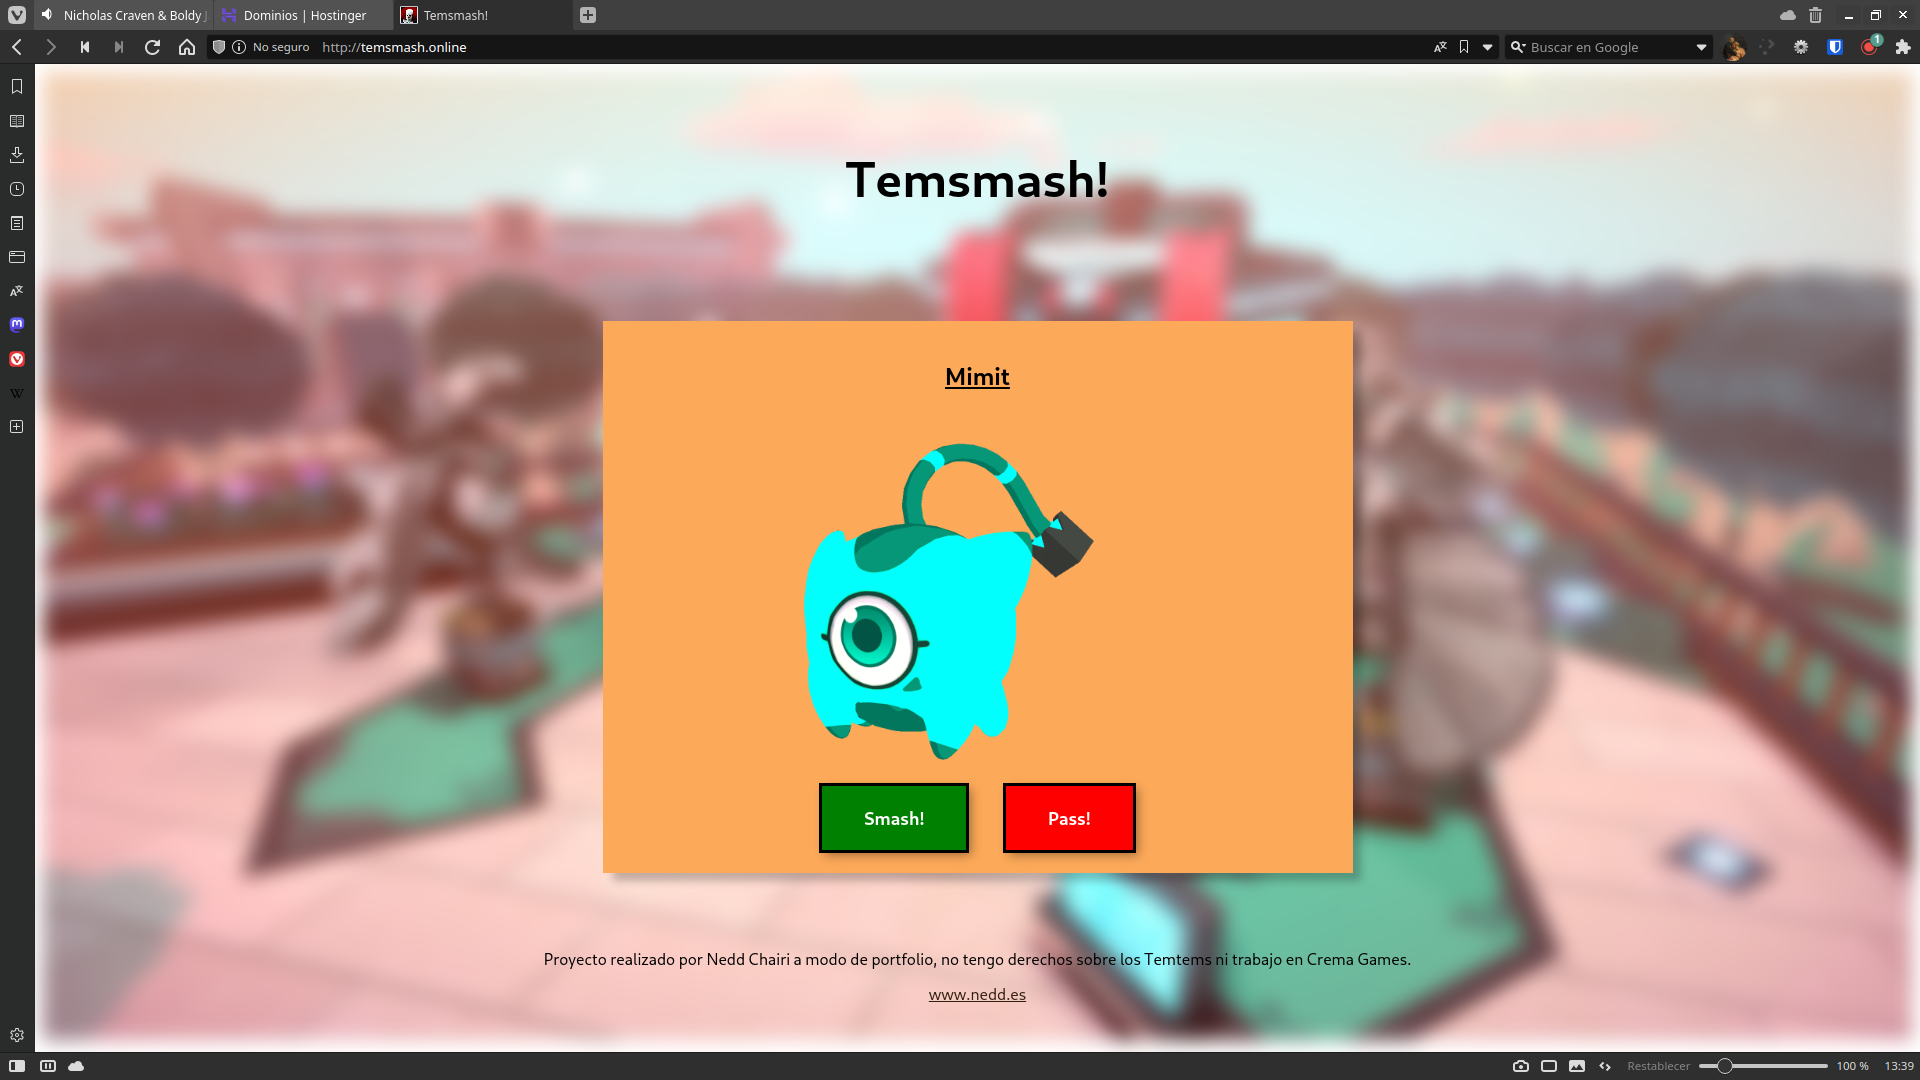 Nicholas Craven & Boldy J
Dominios | Hostinger
Temsmash!
No seguro
http://temsmash.online
Buscar en Google
1
Temsmash!
Mimit
Smash!
Pass!
Proyecto realizado por Nedd Chairi a modo de portfolio, no tengo derechos sobre los Temtems ni trabajo en Crema Games.
www.nedd.es
Restablecer
100 %
13:39